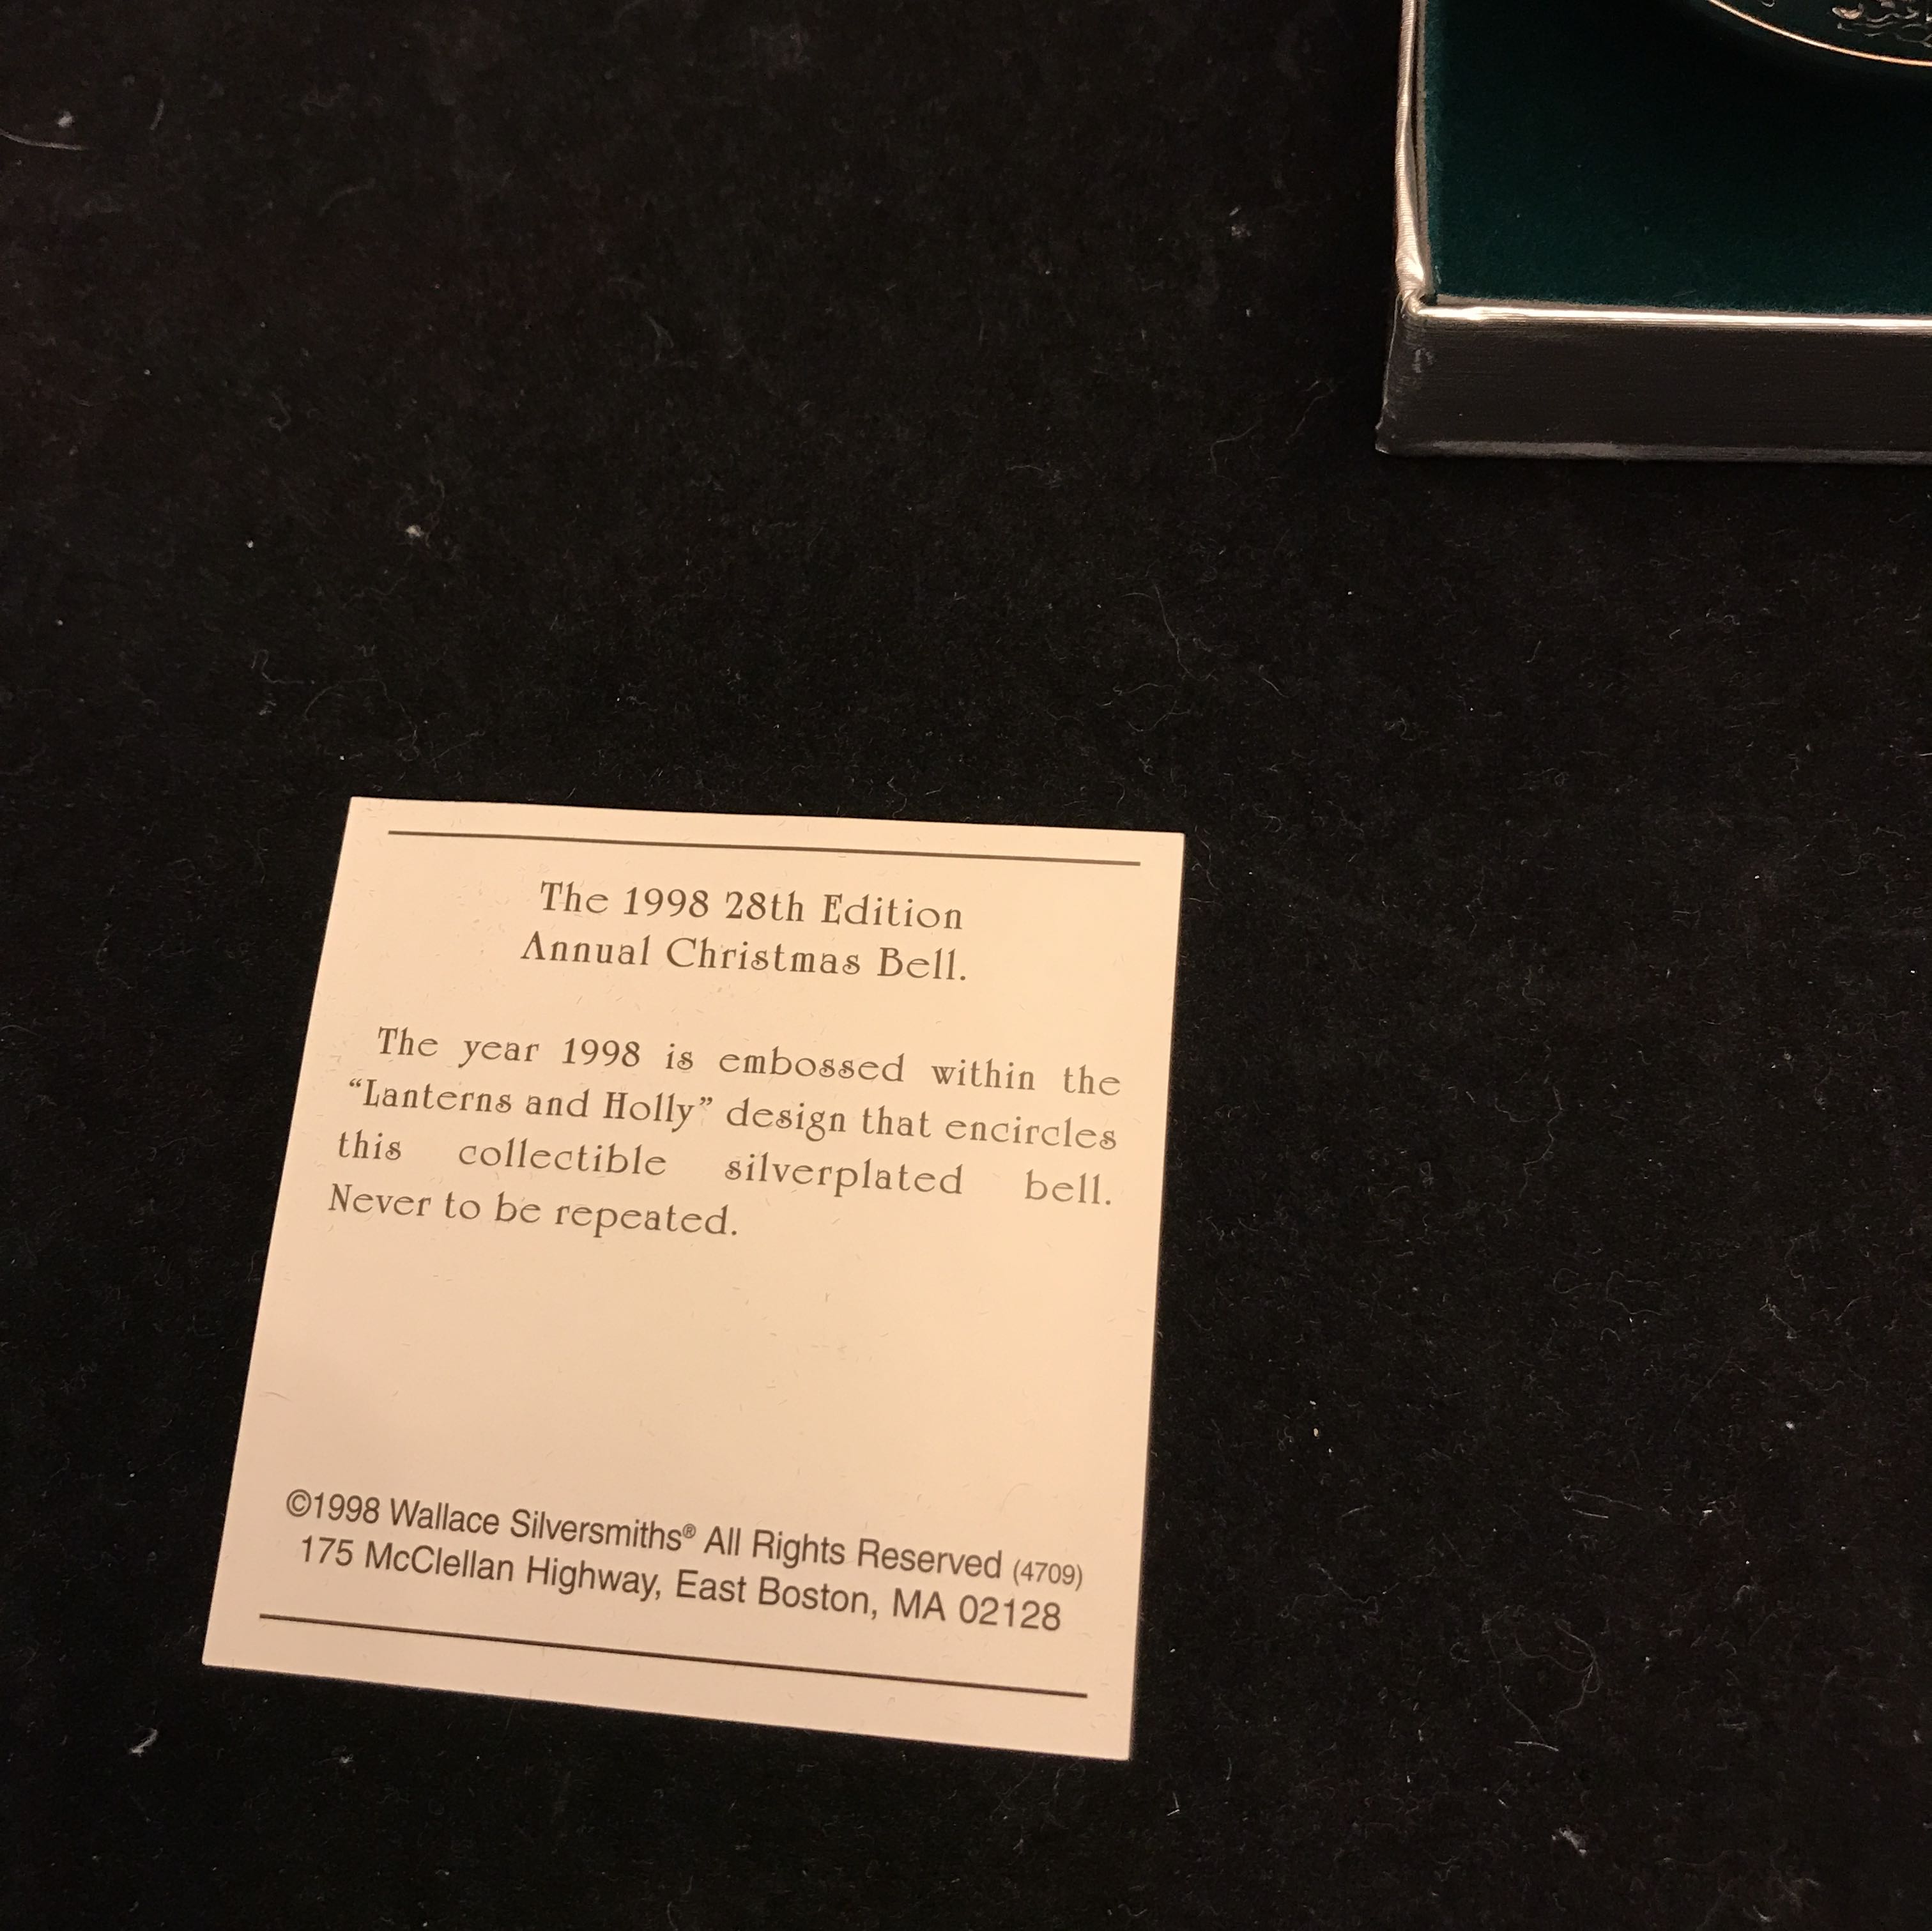 The 1998 28th Edition
Annual Christmas Bell.
The year 1998 is embossed within the
“Lanterns and Holly” design that encircles
this collectible silverplated bell.
Never to be repeated.
©1998 Wallace Silversmiths® All Rights Reserved (4709)
175 McClellan Highway, East Boston, MA 02128